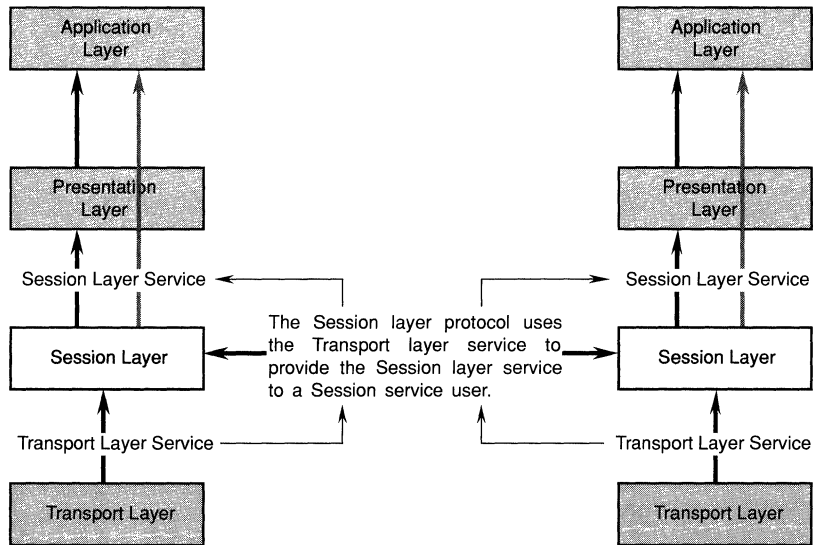 Application
Layer
Application
Layer
Presentation
Layer
Presentation
Layer
Session Layer Service
Session Layer Service
The Session layer protocol uses
the Transport layer service to
provide the Session layer service
to a Session service user.
Session Layer
Session Layer
Transport Layer Service
Transport Layer Service
Transport Layer
Transport Layer